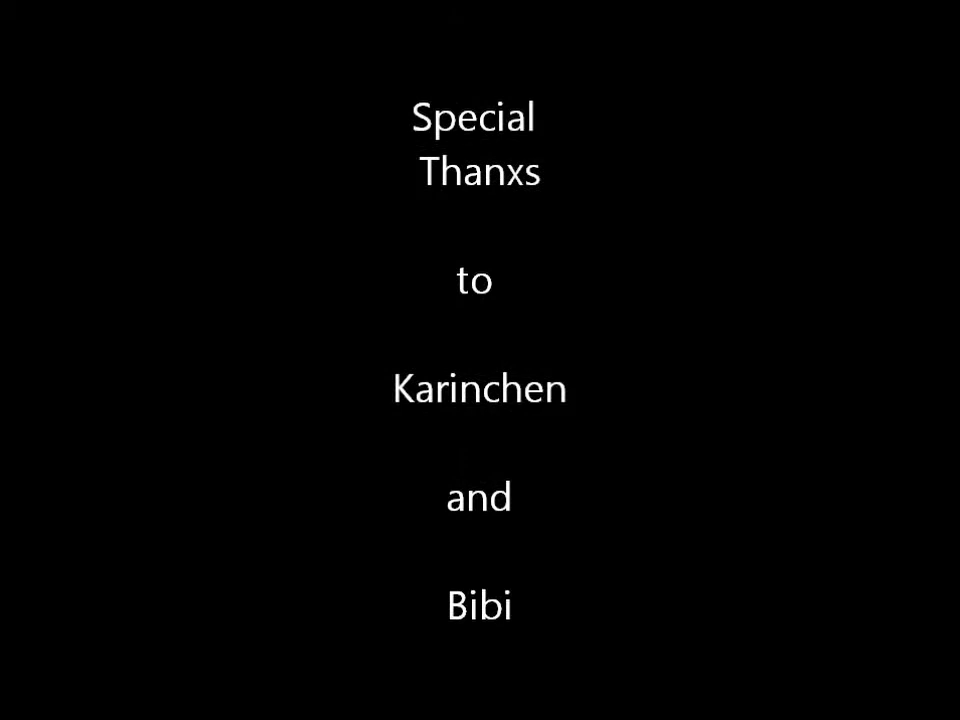 Special
Thanxs
to
Karinchen
and
Bibi